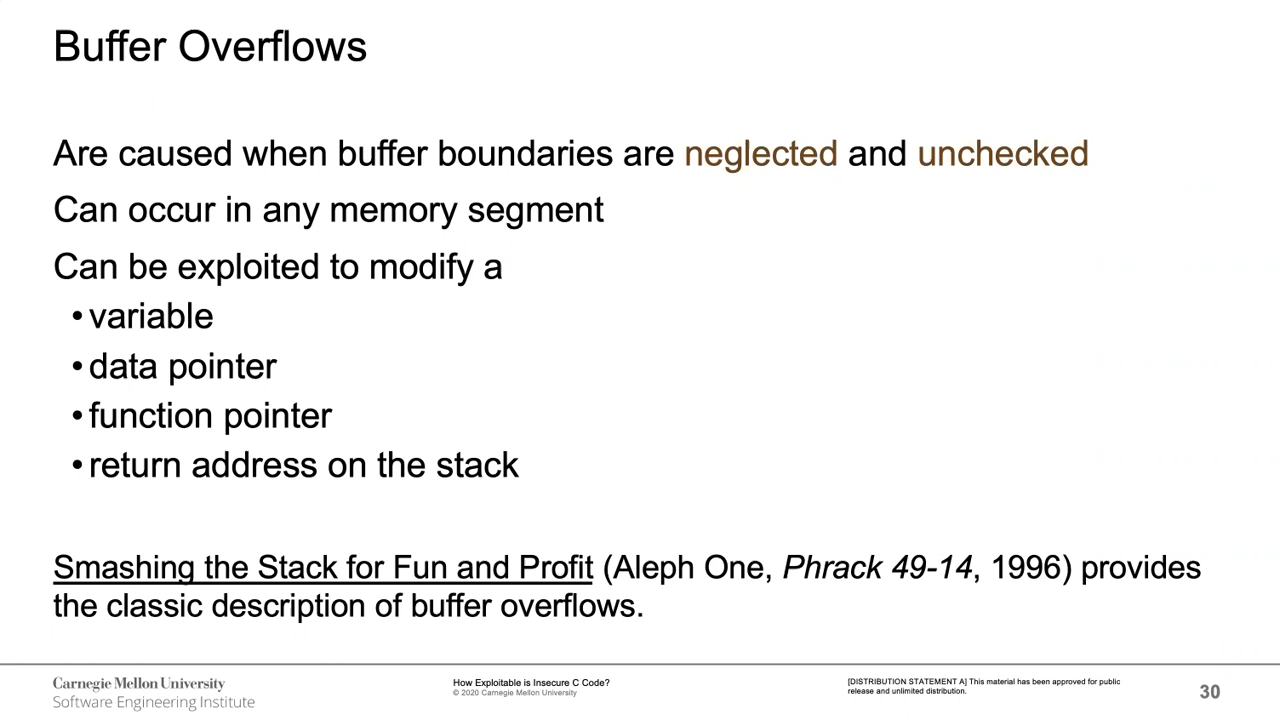 Buffer Overflows
Are caused when buffer boundaries are neglected and unchecked
Can occur in any memory segment
Can be exploited to modify a
• variable
• data pointer
• function pointer
• return address on the stack
Smashing the Stack for Fun and Profit (Aleph One, Phrack 49-14, 1996) provides
the classic description of buffer overflows.
Carnegie Mellon University
Software Engineering Institute
How Exploitable is Insecure C Code?
© 2020 Carnegie Mellon University
[DISTRIBUTION STATEMENT A] This material has been approved for public
release and unlimited distribution.
30